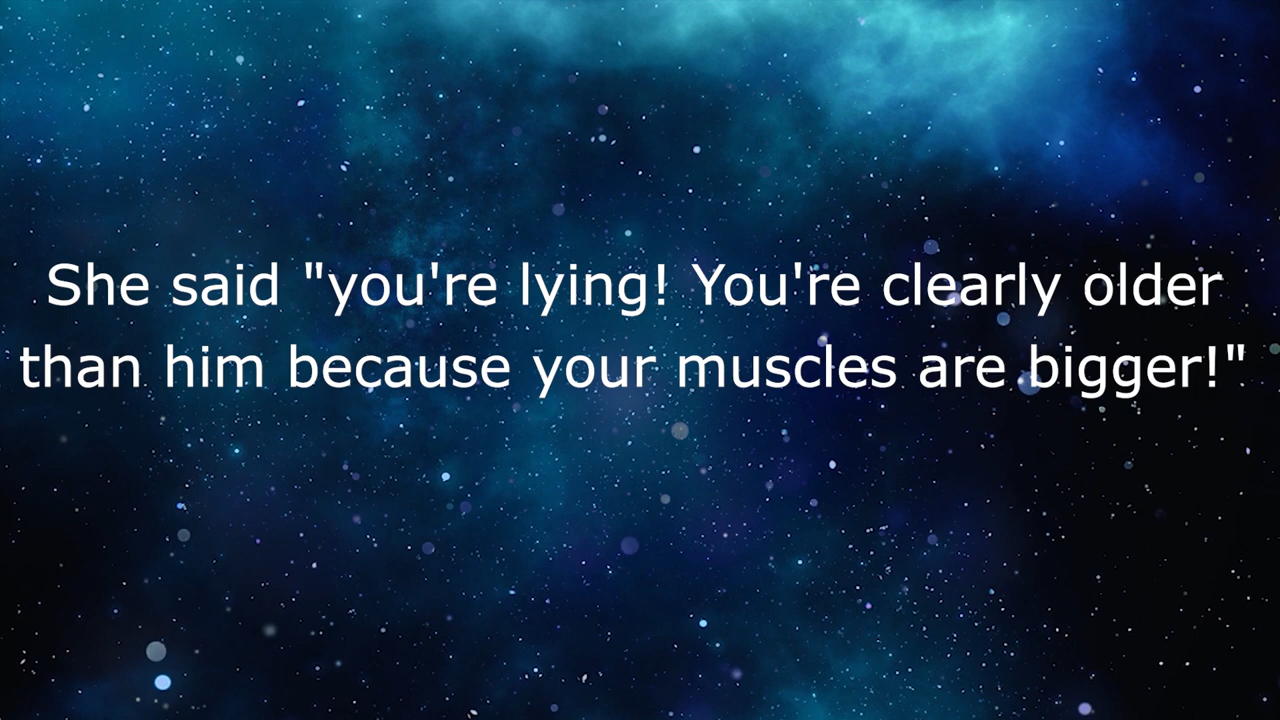 She said "you're lying! You're clearly older
than him because your muscles are bigger!"